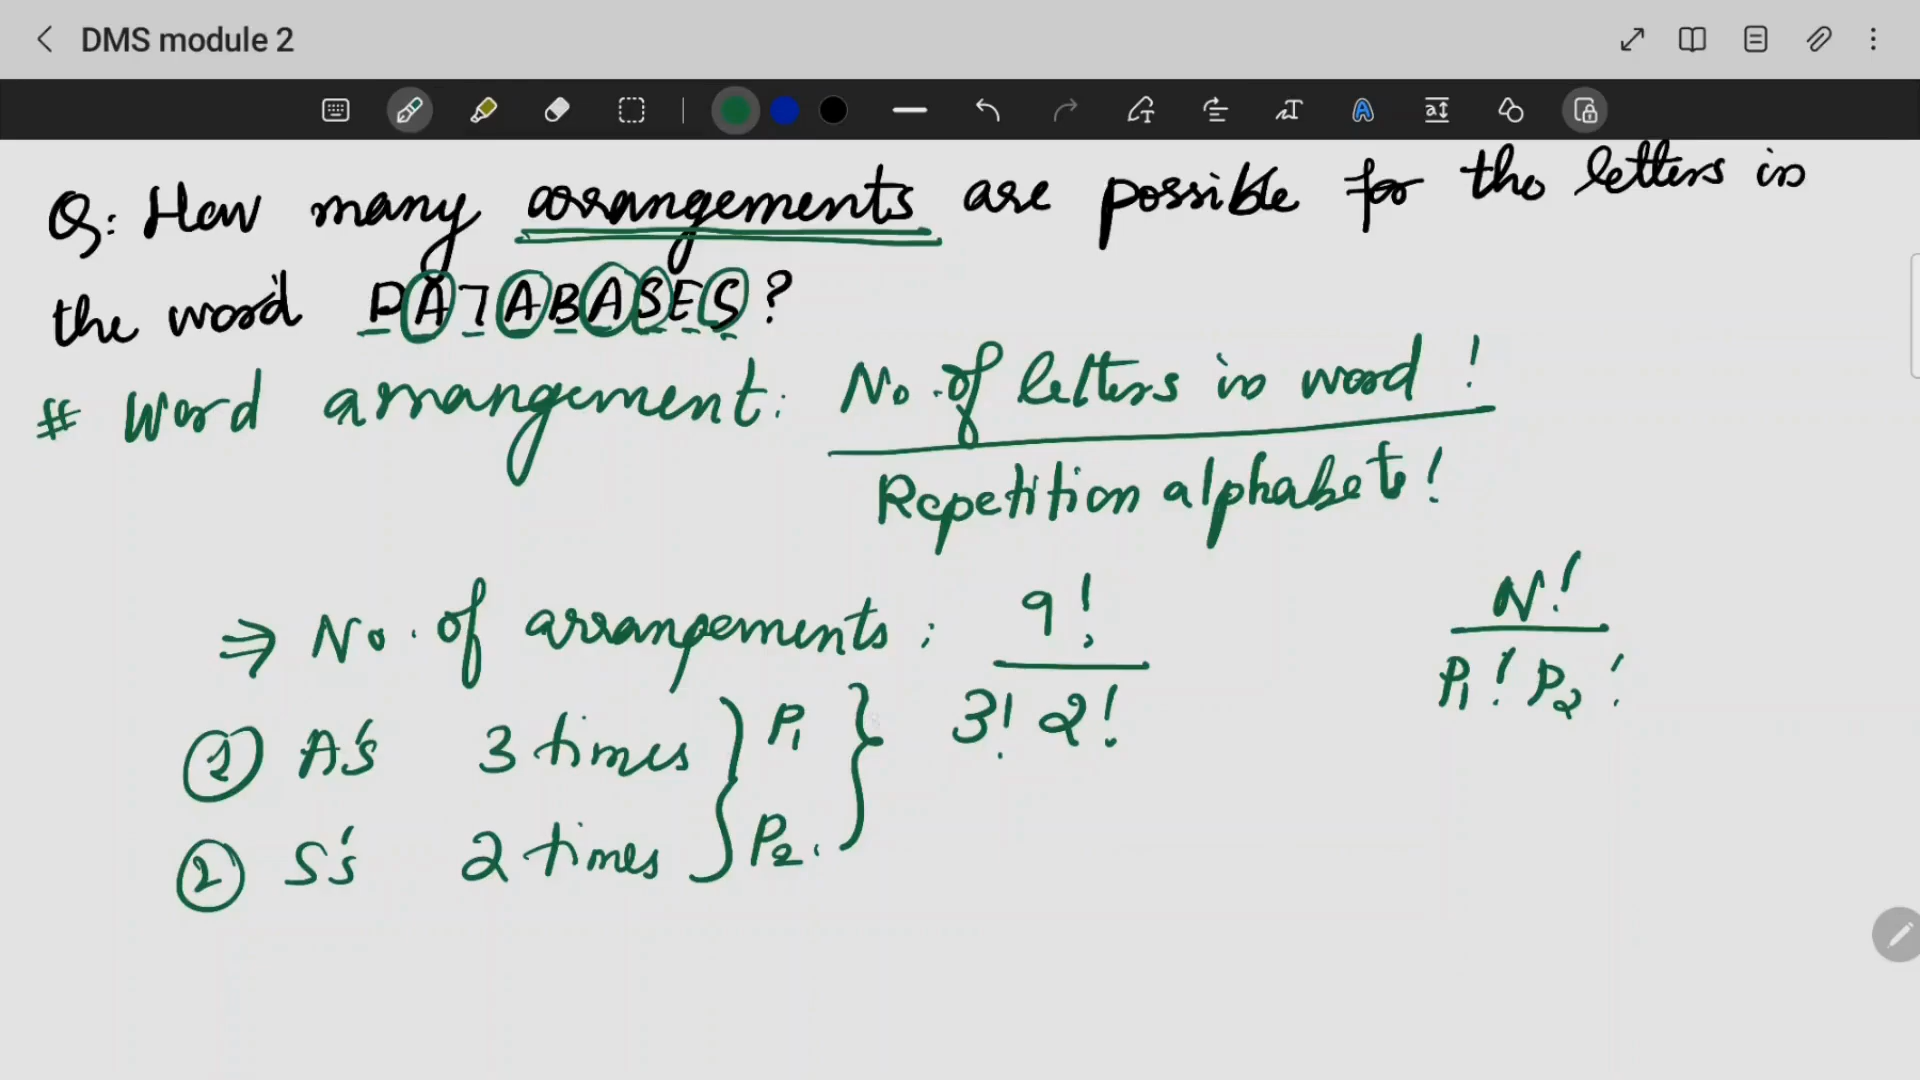 DMS module 2
Q: How many arrangements are possible for the letters in
the word DATABASES ?
# Word arrangement: No. of letters in word !
Repetition alphabet !
⇒ No. of arrangements : 9!
3! 2!
N!
P₁! P₂!
① A's 3 times } P₁ }
② S's 2 times P₂.